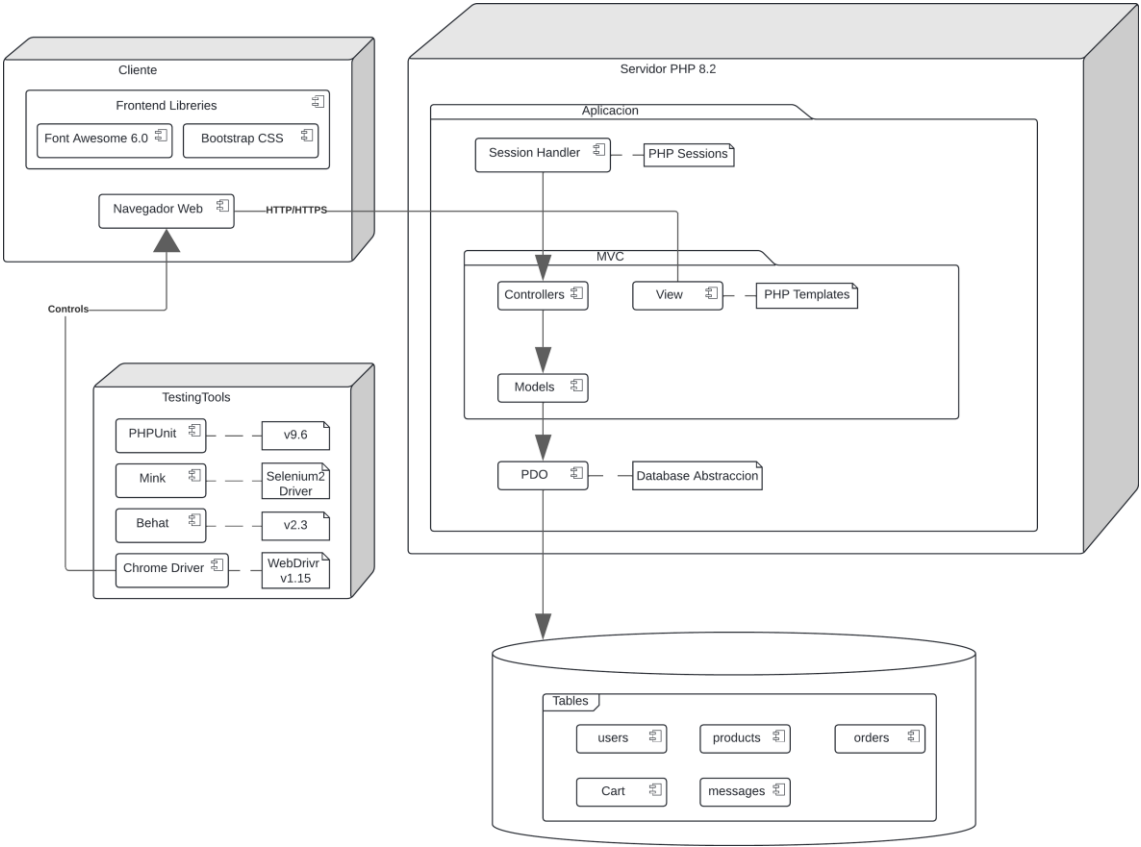 Cliente
Frontend Libreries
Font Awesome 6.0
Bootstrap CSS
Navegador Web
HTTP/HTTPS
Controls
TestingTools
PHPUnit
v9.6
Mink
Selenium2
Driver
Behat
v2.3
Chrome Driver
WebDrivr
v1.15
Servidor PHP 8.2
Aplicacion
Session Handler
PHP Sessions
MVC
Controllers
View
PHP Templates
Models
PDO
Database Abstraccion
Tables
users
products
orders
Cart
messages